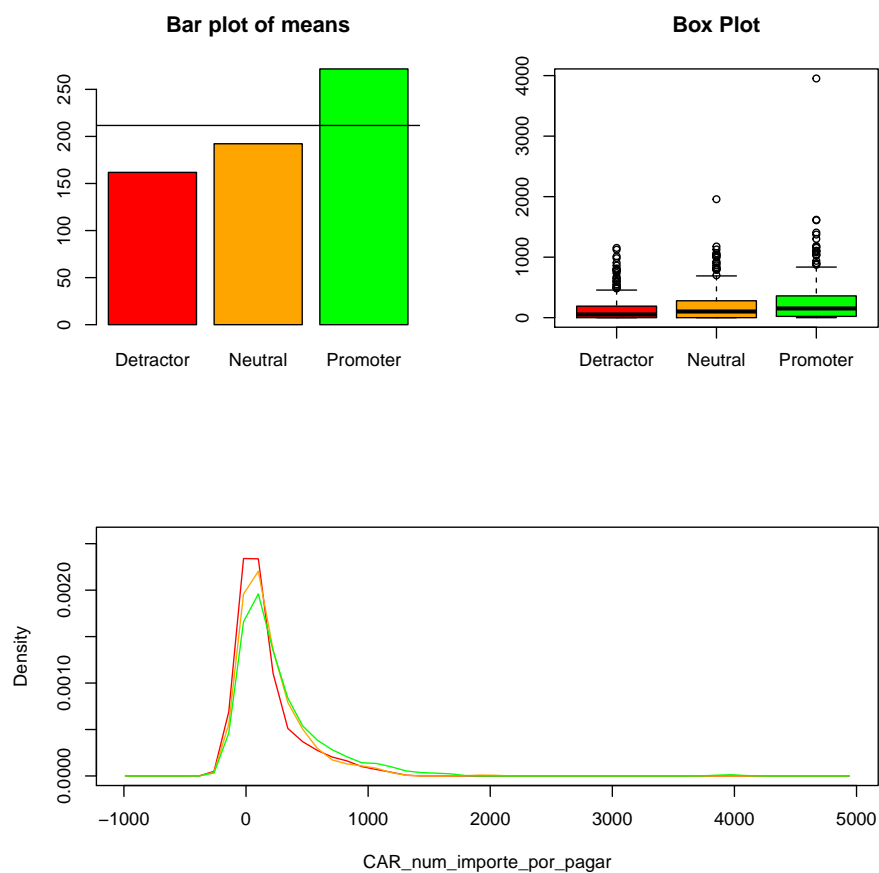 Bar plot of means
250
200
150
100
50
0
Detractor Neutral Promoter
Box Plot
4000
3000
2000
1000
0
Detractor Neutral Promoter
Density
0.0020
0.0010
0.0000
−1000 0 1000 2000 3000 4000 5000
CAR_num_importe_por_pagar